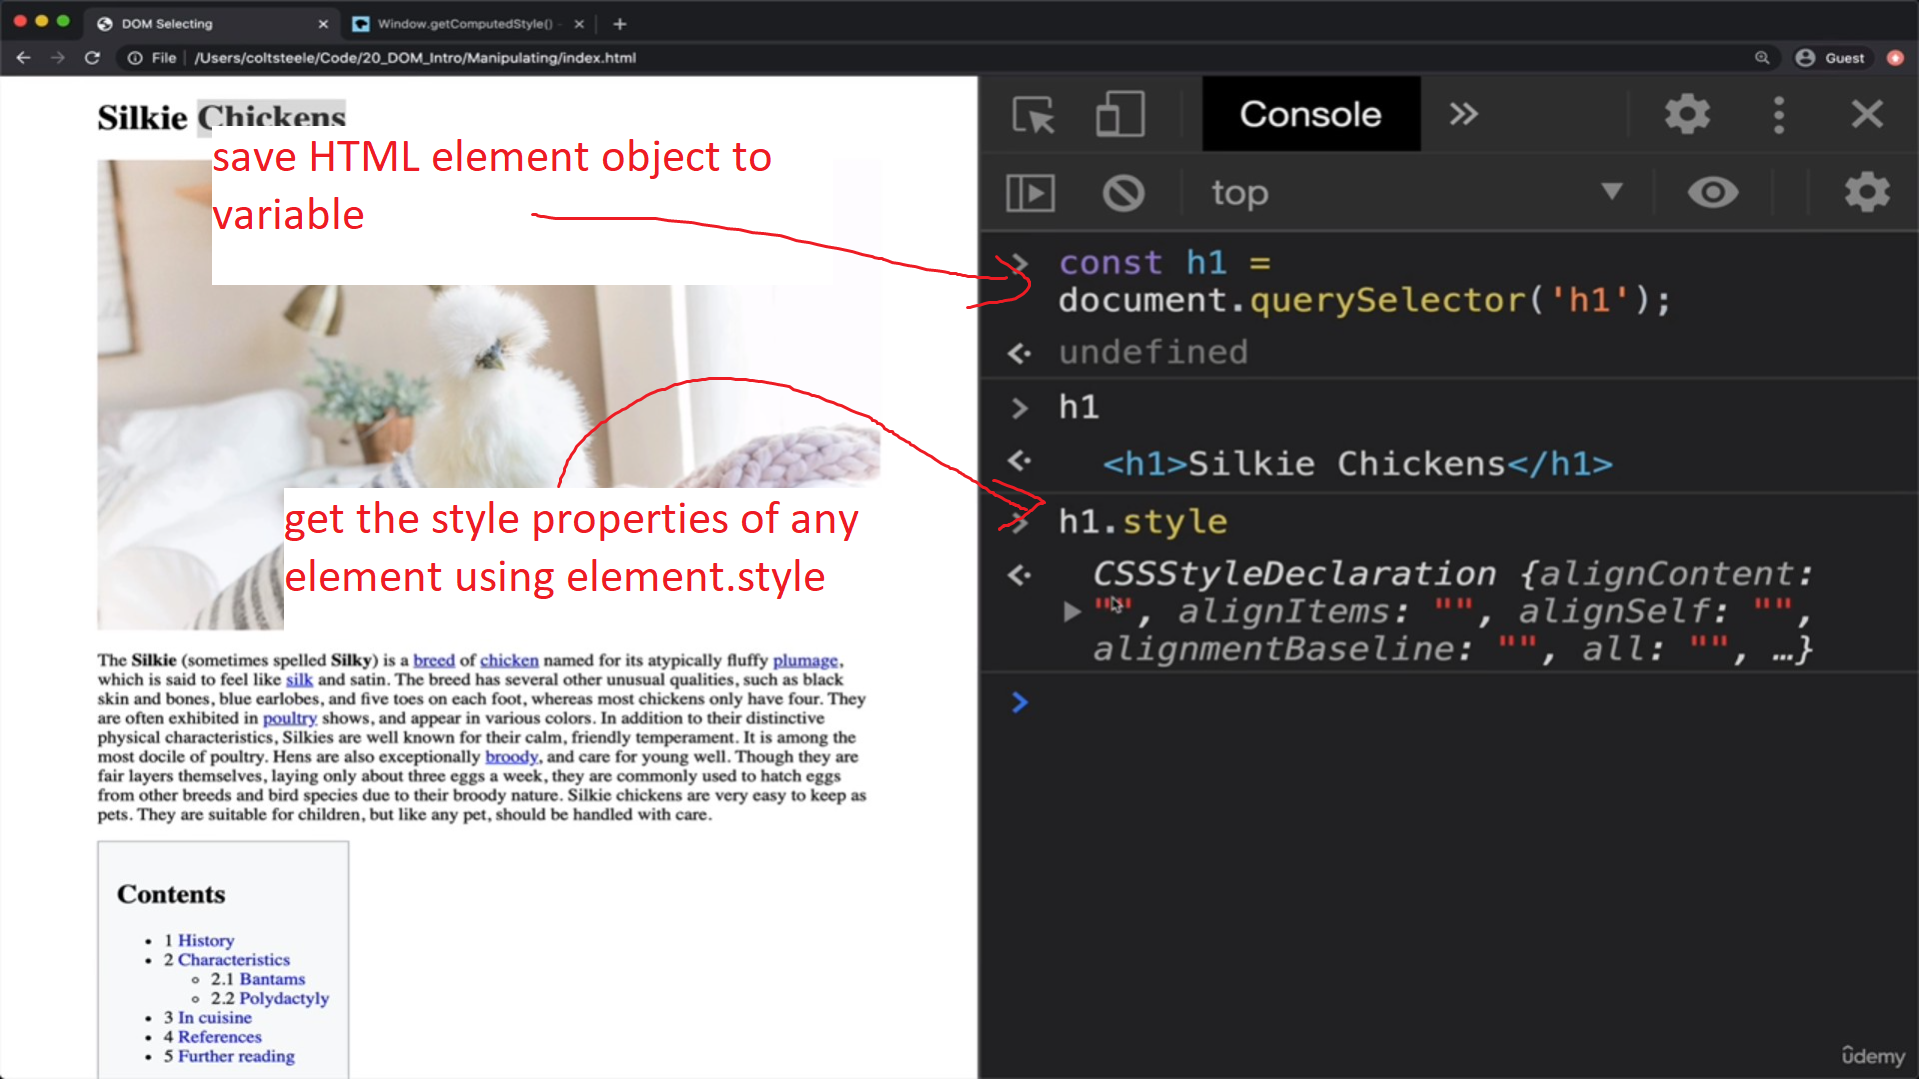 DOM Selecting
Window.getComputedStyle() -
File
/Users/coltsteele/Code/20_DOM_Intro/Manipulating/index.html
Guest
Silkie Chickens
save HTML element object to
variable
get the style properties of any
element using element.style
The Silkie (sometimes spelled Silky) is a breed of chicken named for its atypically fluffy plumage,
which is said to feel like silk and satin. The breed has several other unusual qualities, such as black
skin and bones, blue earlobes, and five toes on each foot, whereas most chickens only have four. They
are often exhibited in poultry shows, and appear in various colors. In addition to their distinctive
physical characteristics, Silkies are well known for their calm, friendly temperament. It is among the
most docile of poultry. Hens are also exceptionally broody, and care for young well. Though they are
fair layers themselves, laying only about three eggs a week, they are commonly used to hatch eggs
from other breeds and bird species due to their broody nature. Silkie chickens are very easy to keep as
pets. They are suitable for children, but like any pet, should be handled with care.
Contents
1 History
2 Characteristics
2.1 Bantams
2.2 Polydactyly
3 In cuisine
4 References
5 Further reading
Console
top
const h1 =
document.querySelector('h1');
undefined
h1
<h1>Silkie Chickens</h1>
h1.style
CSSStyleDeclaration {alignContent:
"", alignItems: "", alignSelf: "",
alignmentBaseline: "", all: "", …}
ûdemy